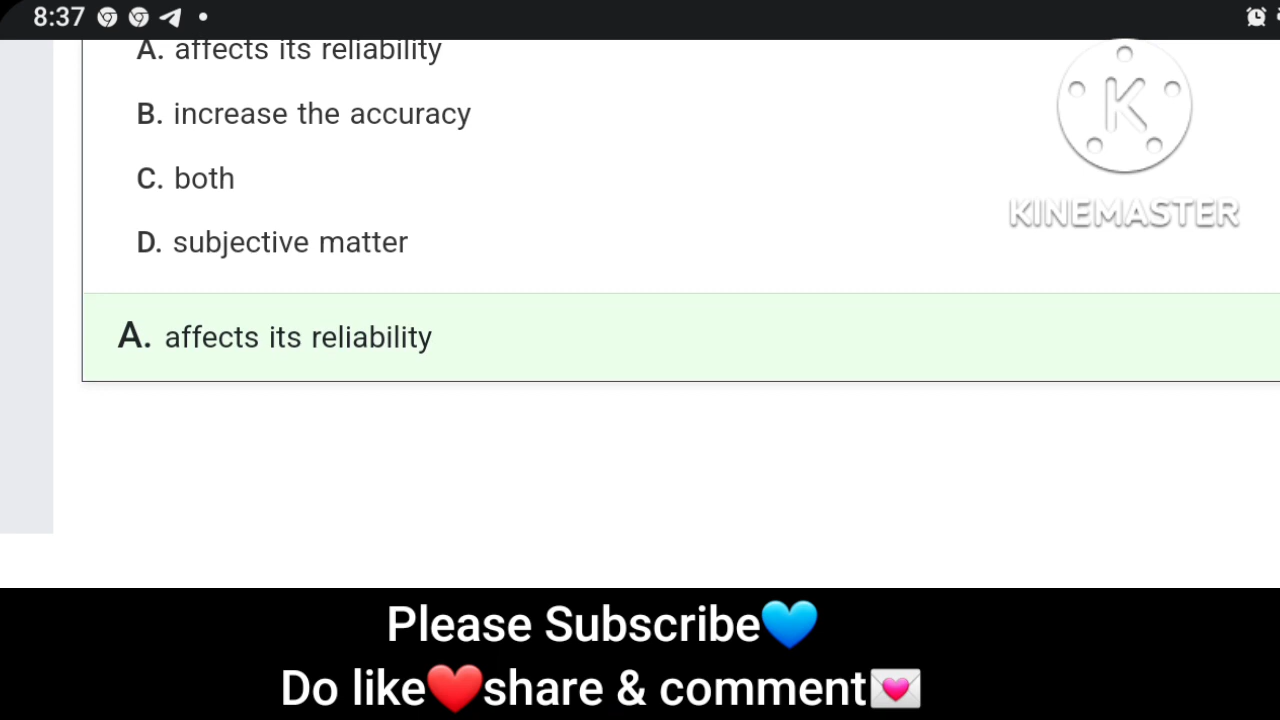 8:37
A. affects its reliability
B. increase the accuracy
C. both
D. subjective matter
A. affects its reliability
K
KINEMASTER
Please Subscribe💙
Do like❤️share & comment💌